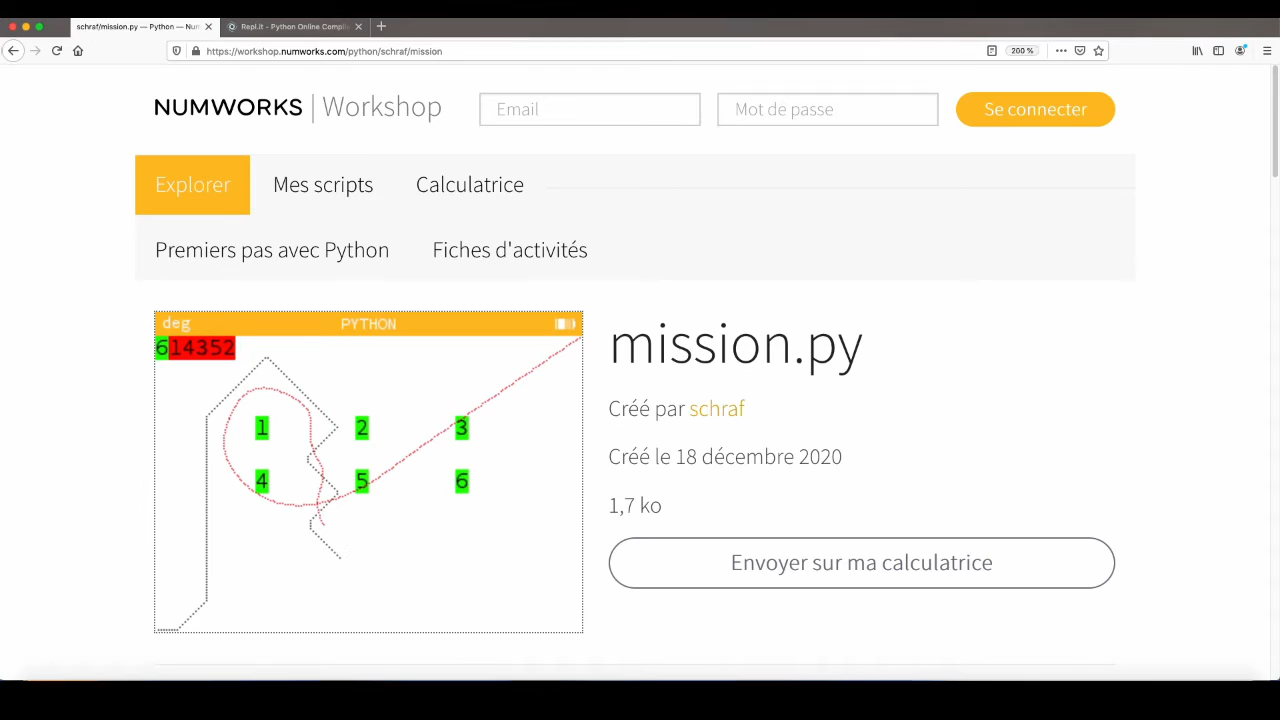 schraf/mission.py — Python — Num
Repl.it - Python Online Compile
https://workshop.numworks.com/python/schraf/mission
200 %
NUMWORKS | Workshop
Email
Mot de passe
Se connecter
Explorer
Mes scripts
Calculatrice
Premiers pas avec Python
Fiches d'activités
deg
PYTHON
614352
1
2
3
4
5
6
mission.py
Créé par schraf
Créé le 18 décembre 2020
1,7 ko
Envoyer sur ma calculatrice